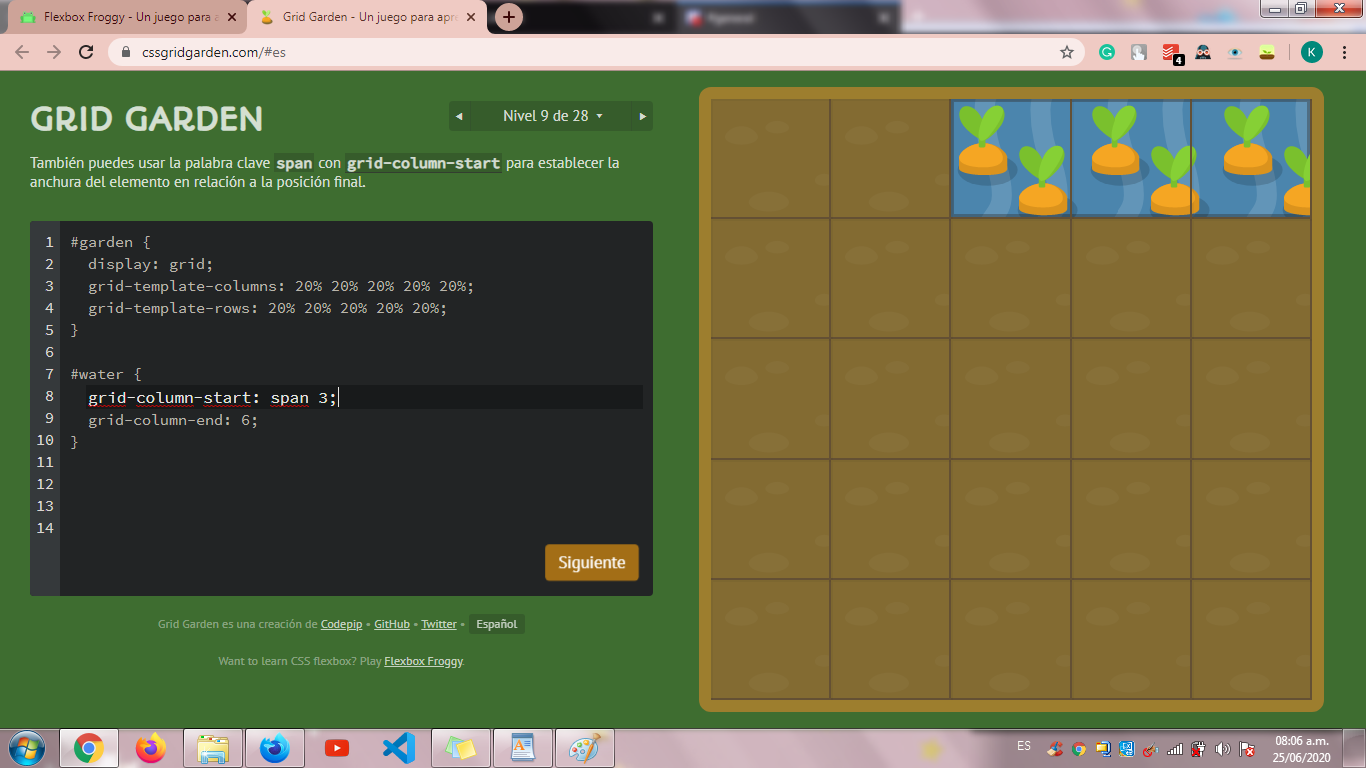 Flexbox Froggy - Un juego para a
Grid Garden - Un juego para apre
cssgridgarden.com/#es
4
K
GRID GARDEN
Nivel 9 de 28
También puedes usar la palabra clave span con grid-column-start para establecer la
anchura del elemento en relación a la posición final.
1 #garden {
2 display: grid;
3 grid-template-columns: 20% 20% 20% 20% 20%;
4 grid-template-rows: 20% 20% 20% 20% 20%;
5 }
6
7 #water {
8 grid-column-start: span 3;
9 grid-column-end: 6;
10 }
11
12
13
14
Siguiente
Grid Garden es una creación de Codepip • GitHub • Twitter • Español
Want to learn CSS flexbox? Play Flexbox Froggy.
ES
08:06 a.m.
25/06/2020